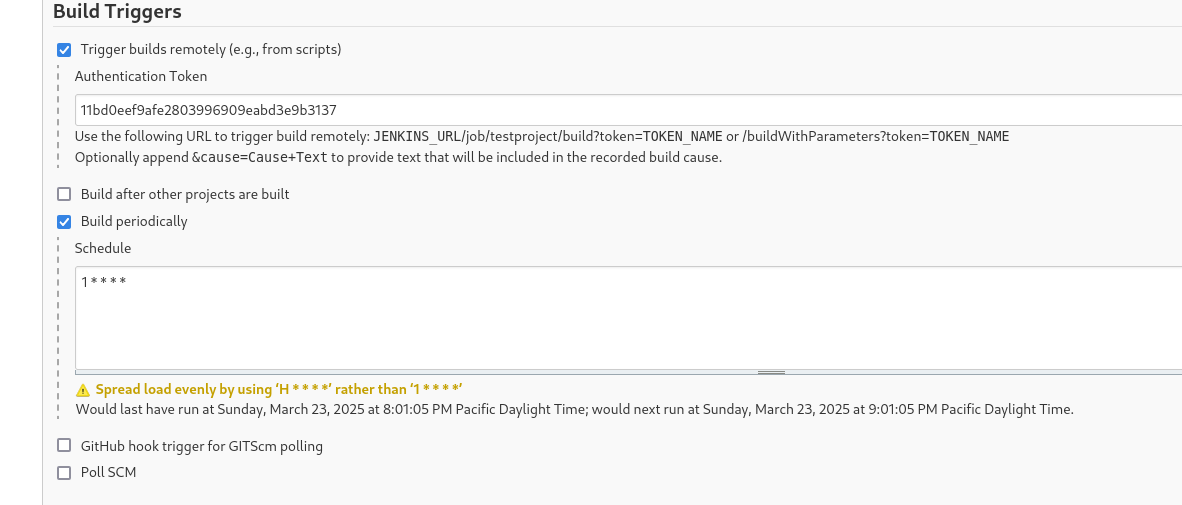 Build Triggers
Trigger builds remotely (e.g., from scripts)
Authentication Token
11bd0eef9afe2803996909eabd3e9b3137
Use the following URL to trigger build remotely: JENKINS_URL/job/testproject/build?token=TOKEN_NAME or /buildWithParameters?token=TOKEN_NAME
Optionally append &cause=Cause+Text to provide text that will be included in the recorded build cause.
Build after other projects are built
Build periodically
Schedule
1 * * * *
Spread load evenly by using ‘H * * * *’ rather than ‘1 * * * *’
Would last have run at Sunday, March 23, 2025 at 8:01:05 PM Pacific Daylight Time; would next run at Sunday, March 23, 2025 at 9:01:05 PM Pacific Daylight Time.
GitHub hook trigger for GITScm polling
Poll SCM